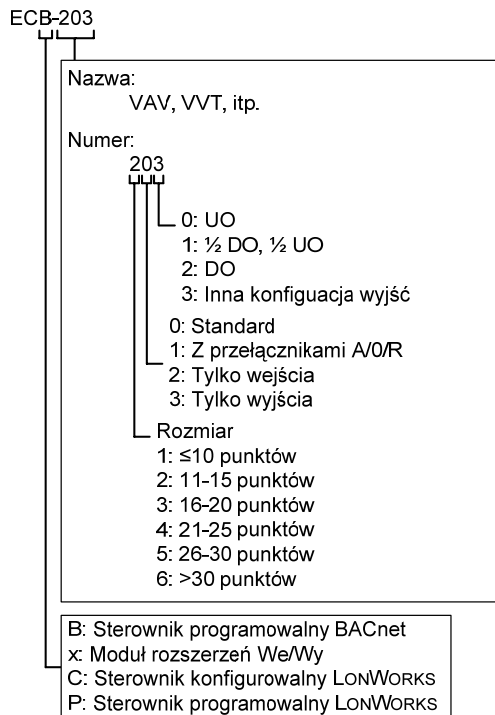 ECB-203
Nazwa:
VAV, VVT, itp.
Numer:
203
0: UO
1: ½ DO, ½ UO
2: DO
3: Inna konfiguacja wyjść
0: Standard
1: Z przełącznikami A/0/R
2: Tylko wejścia
3: Tylko wyjścia
Rozmiar
1: ≤10 punktów
2: 11-15 punktów
3: 16-20 punktów
4: 21-25 punktów
5: 26-30 punktów
6: >30 punktów
B: Sterownik programowalny BACnet
x: Moduł rozszerzeń We/Wy
C: Sterownik konfigurowalny LONWORKS
P: Sterownik programowalny LONWORKS